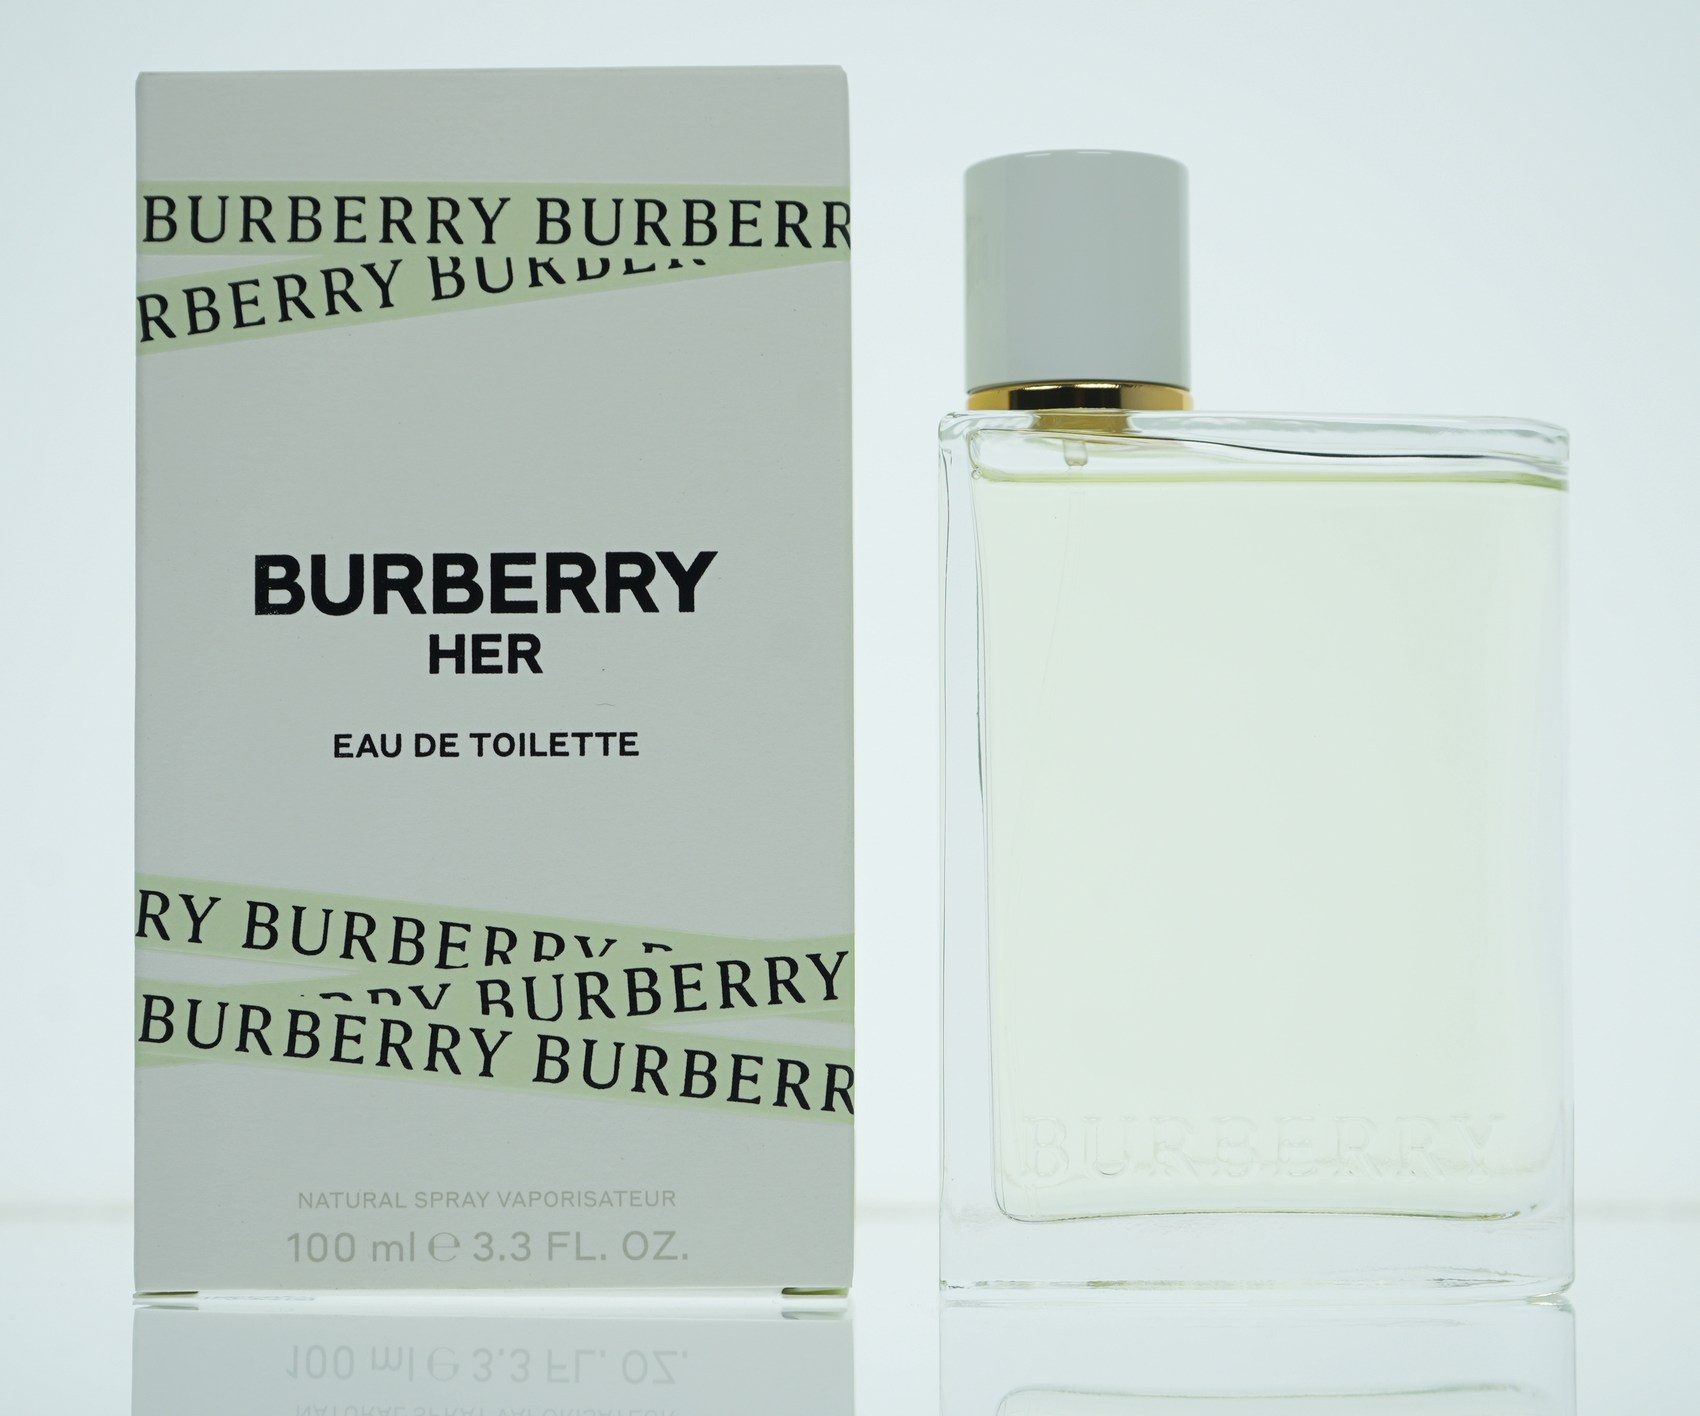 BURBERRY BURBERR
RBERRY BURBER
BURBERRY
HER
EAU DE TOILETTE
RY BURBERRY B
RRY BURBERRY
BURBERRY BURBERR
NATURAL SPRAY VAPORISATEUR
100 ml ℮ 3.3 FL. OZ.
BURBERRY